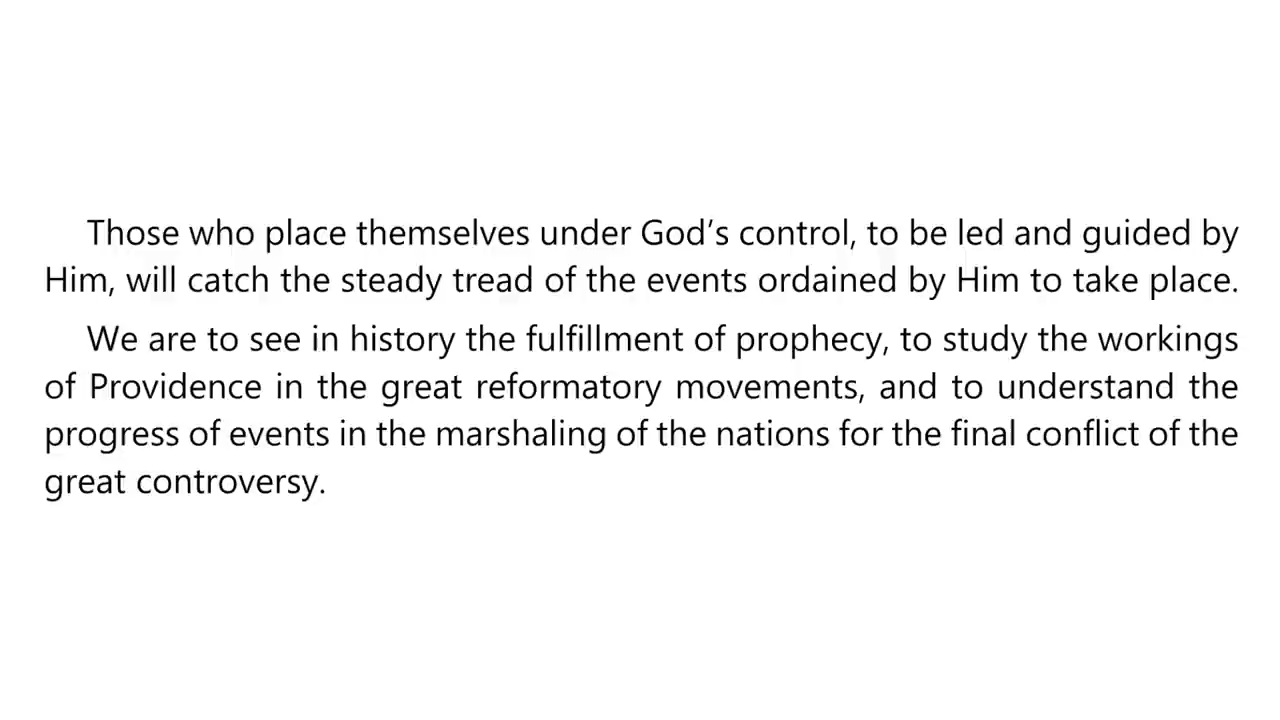 Those who place themselves under God’s control, to be led and guided by
Him, will catch the steady tread of the events ordained by Him to take place.
We are to see in history the fulfillment of prophecy, to study the workings
of Providence in the great reformatory movements, and to understand the
progress of events in the marshaling of the nations for the final conflict of the
great controversy.